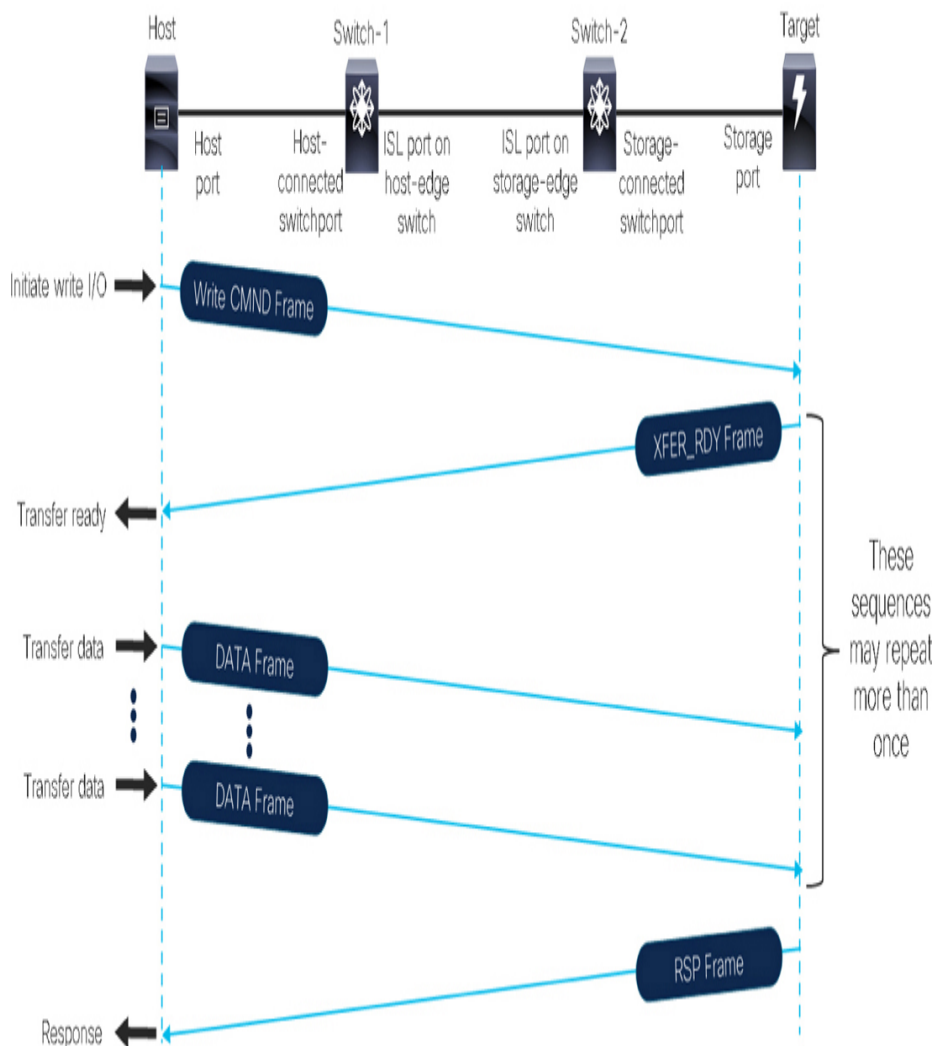 Host
Switch-1
Switch-2
Target
Host
port
Host-
connected
switchport
ISL port on
host-edge
switch
ISL port on
storage-edge
switch
Storage-
connected
switchport
Storage
port
Initiate write I/O
Write CMND Frame
XFER_RDY Frame
Transfer ready
These
sequences
may repeat
more than
once
Transfer data
DATA Frame
Transfer data
DATA Frame
RSP Frame
Response